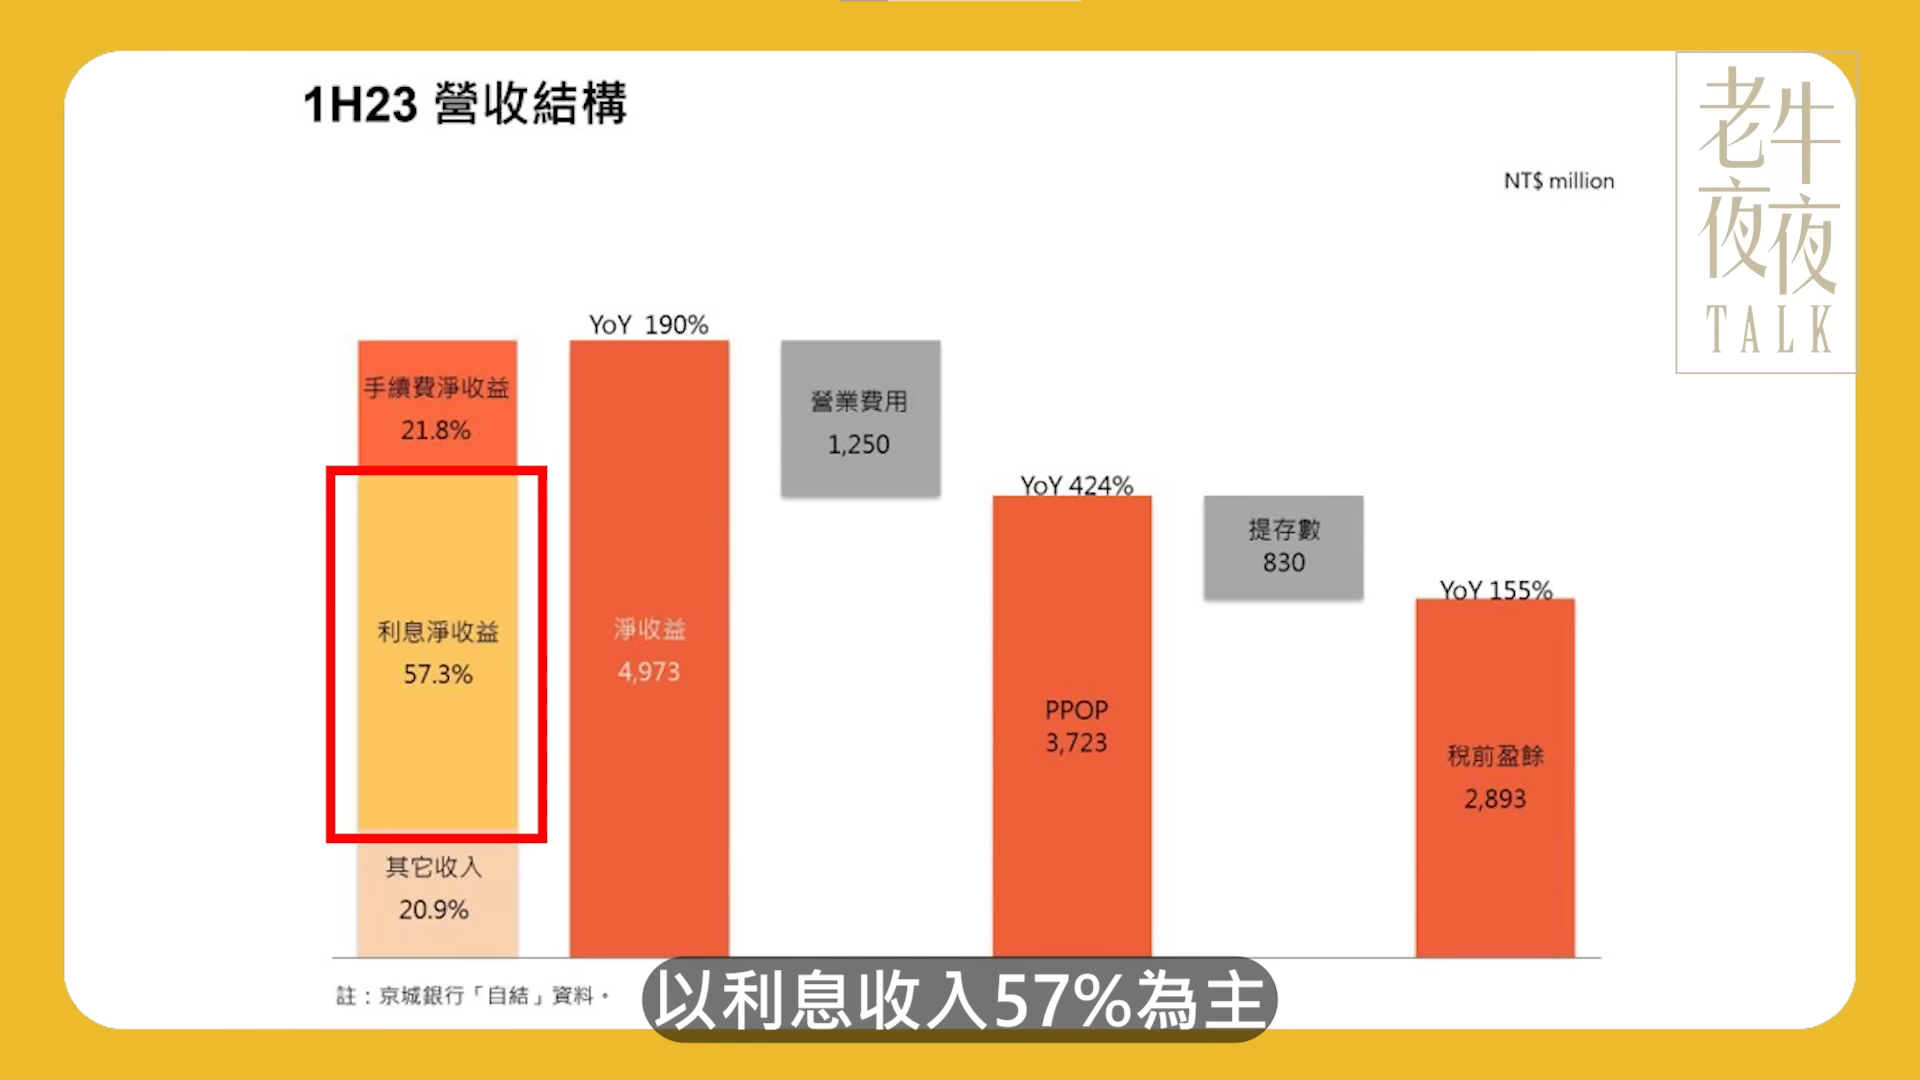 1H23 營收結構
NT$ million
老牛
夜夜
TALK
手續費淨收益
21.8%
利息淨收益
57.3%
其它收入
20.9%
YoY 190%
淨收益
4,973
營業費用
1,250
YoY 424%
PPOP
3,723
提存數
830
YoY 155%
稅前盈餘
2,893
註：京城銀行「自結」資料。
以利息收入57%為主